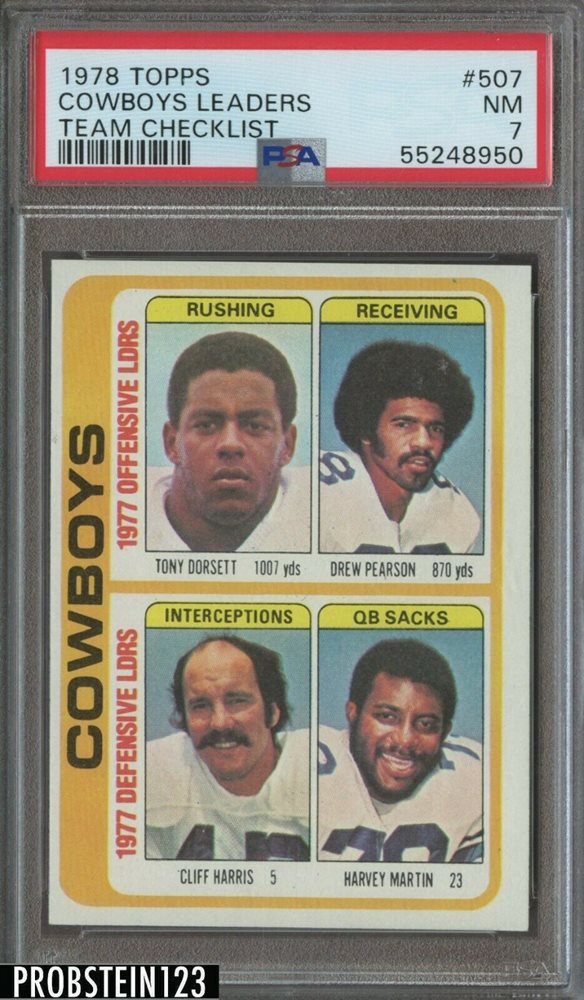 1978 TOPPS #507
COWBOYS LEADERS NM
TEAM CHECKLIST 7
PSA 55248950
COWBOYS
1977 OFFENSIVE LDRS
RUSHING RECEIVING
TONY DORSETT 1007 yds DREW PEARSON 870 yds
1977 DEFENSIVE LDRS
INTERCEPTIONS QB SACKS
CLIFF HARRIS 5 HARVEY MARTIN 23
PROBSTEIN123